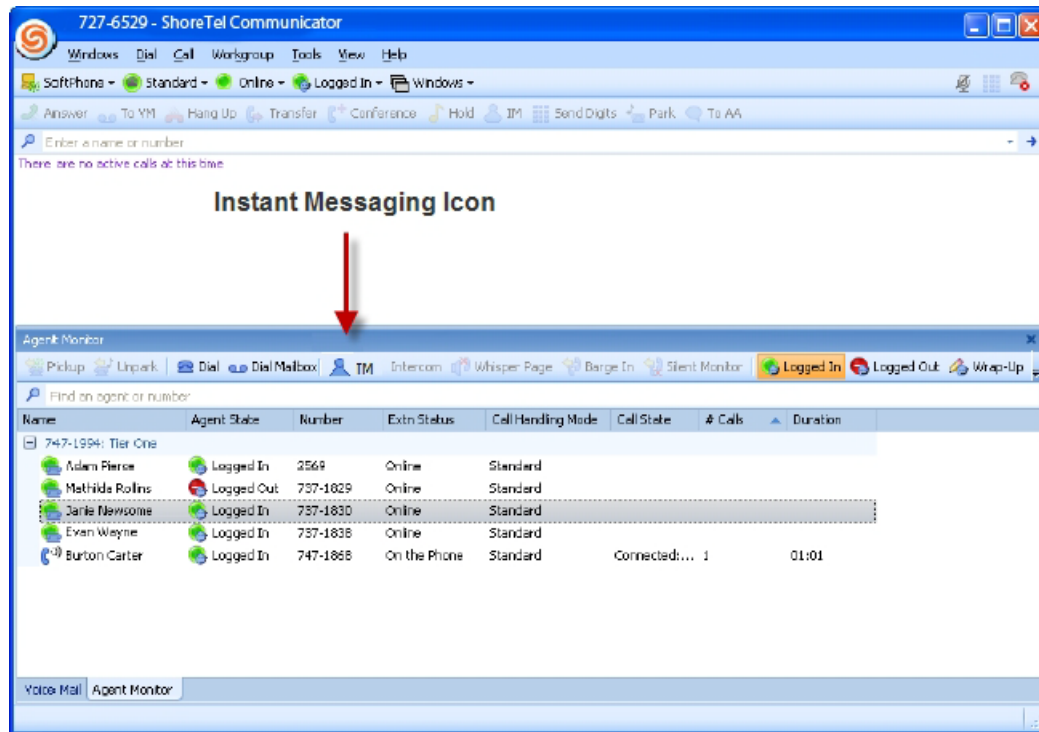 727-6529 - ShoreTel Communicator
Windows Dial Call Workgroup Tools View Help
SoftPhone Standard Online Logged In Windows
Answer To VM Hang Up Transfer Conference Hold IM Send Digits Park To AA
Enter a name or number
There are no active calls at this time
Instant Messaging Icon
Agent Monitor
Pickup Unpark Dial Dial Mailbox IM Intercom Whisper Page Barge In Silent Monitor Logged In Logged Out Wrap-Up
Find an agent or number
Name Agent State Number Extn Status Call Handling Mode Call State # Calls Duration
747-1994: Tier One
Adam Pierce Logged In 2569 Online Standard
Mathilda Rollins Logged Out 737-1829 Online Standard
Janie Newsome Logged In 737-1830 Online Standard
Evan Wayne Logged In 737-1838 Online Standard
Burton Carter Logged In 747-1868 On the Phone Standard Connected:... 1 01:01
Voice Mail Agent Monitor